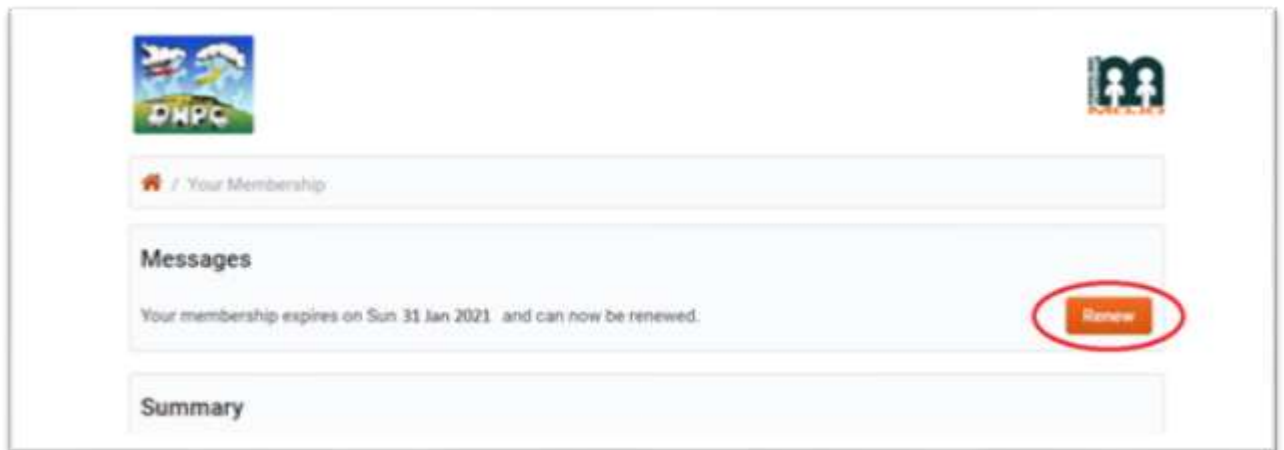 DHPC
MOJO
/ Your Membership
Messages
Your membership expires on Sun 31 Jan 2021 and can now be renewed.
Renew
Summary